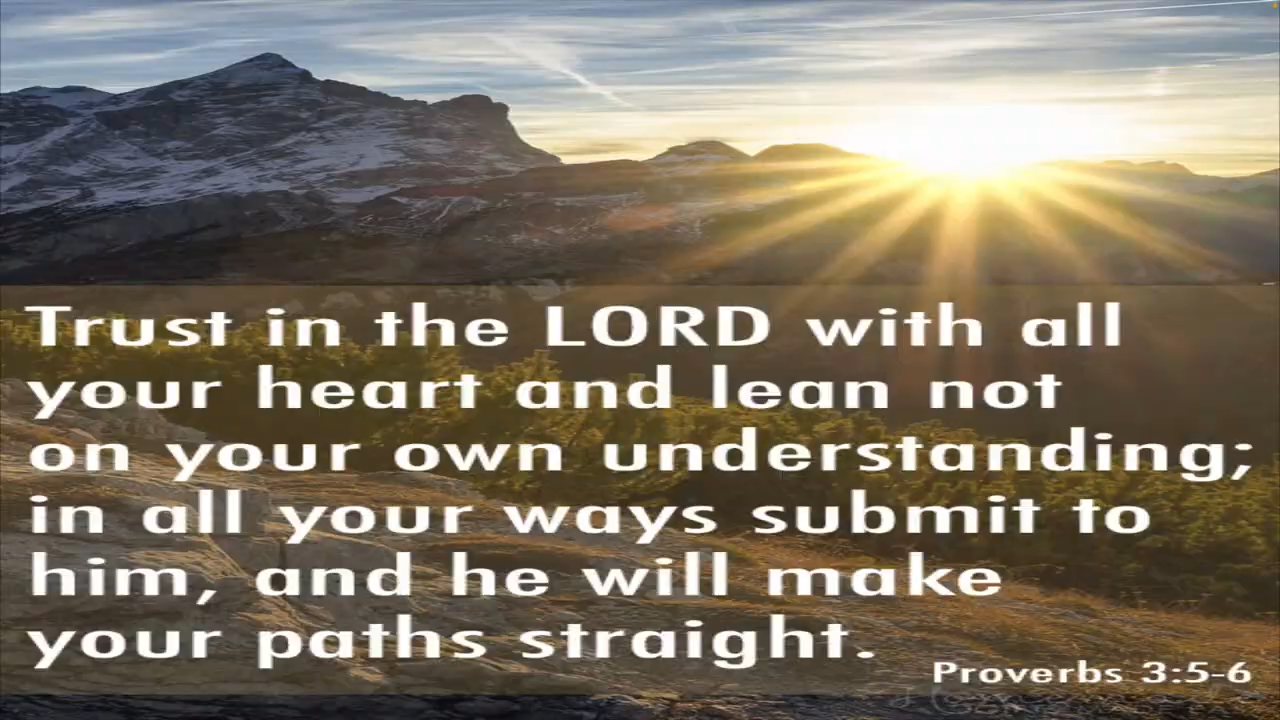 Trust in the LORD with all
your heart and lean not
on your own understanding;
in all your ways submit to
him, and he will make
your paths straight.
Proverbs 3:5-6